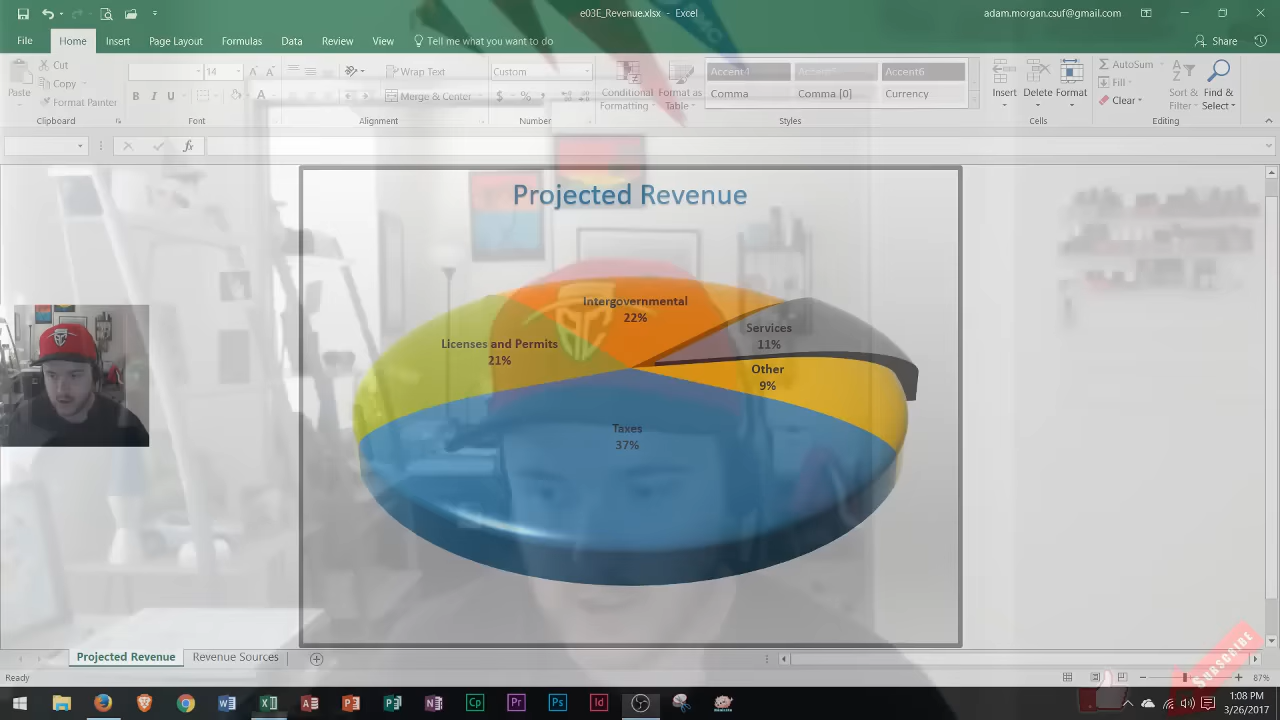 e03E_Revenue.xlsx - Excel
adam.morgan.csuf@gmail.com
File Home Insert Page Layout Formulas Data Review View Tell me what you want to do
Share
Paste
Cut
Copy
Format Painter
Clipboard
14
B I U
Font
Wrap Text
Merge & Center
Alignment
Custom
$ % ,
Number
Conditional Formatting
Format as Table
Accent4
Accent6
Comma
Comma [0]
Currency
Styles
Insert Delete Format
Cells
AutoSum
Fill
Clear
Sort & Filter
Find & Select
Editing
fx
Projected Revenue
Intergovernmental
22%
Services
11%
Licenses and Permits
21%
Other
9%
Taxes
37%
Projected Revenue
Revenue Sources
SUBSCRIBE
Ready
87%
1:08 PM
3/26/2017